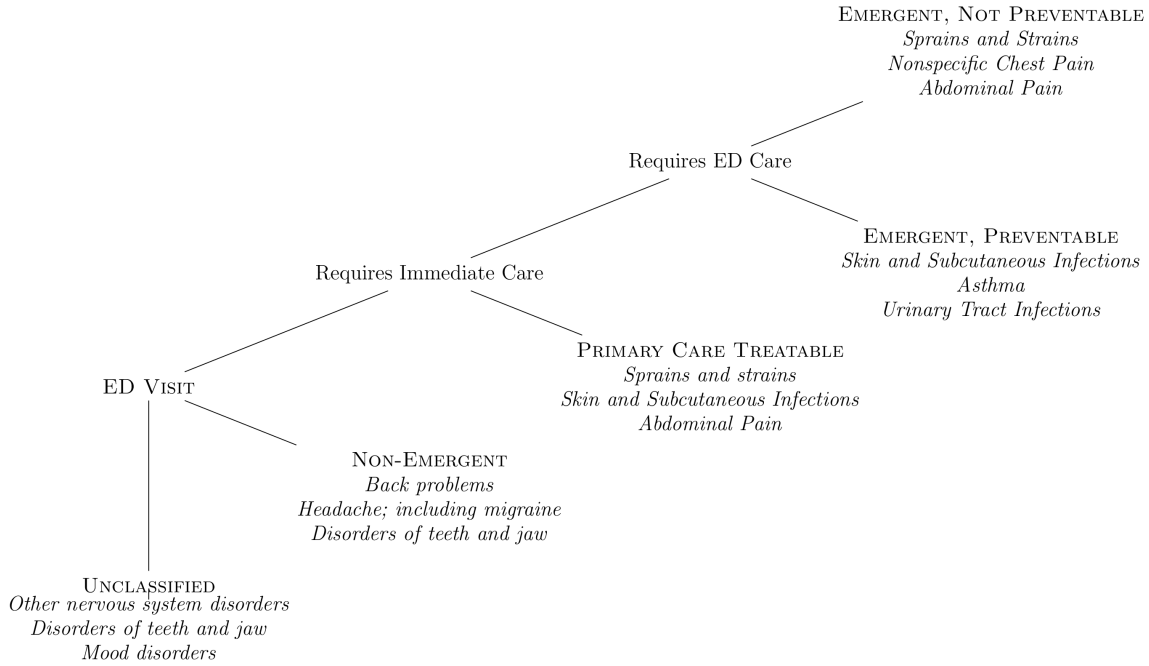 EMERGENT, NOT PREVENTABLE
Sprains and Strains
Nonspecific Chest Pain
Abdominal Pain
Requires ED Care
EMERGENT, PREVENTABLE
Skin and Subcutaneous Infections
Asthma
Urinary Tract Infections
Requires Immediate Care
PRIMARY CARE TREATABLE
Sprains and strains
Skin and Subcutaneous Infections
Abdominal Pain
ED VISIT
NON-EMERGENT
Back problems
Headache; including migraine
Disorders of teeth and jaw
UNCLASSIFIED
Other nervous system disorders
Disorders of teeth and jaw
Mood disorders